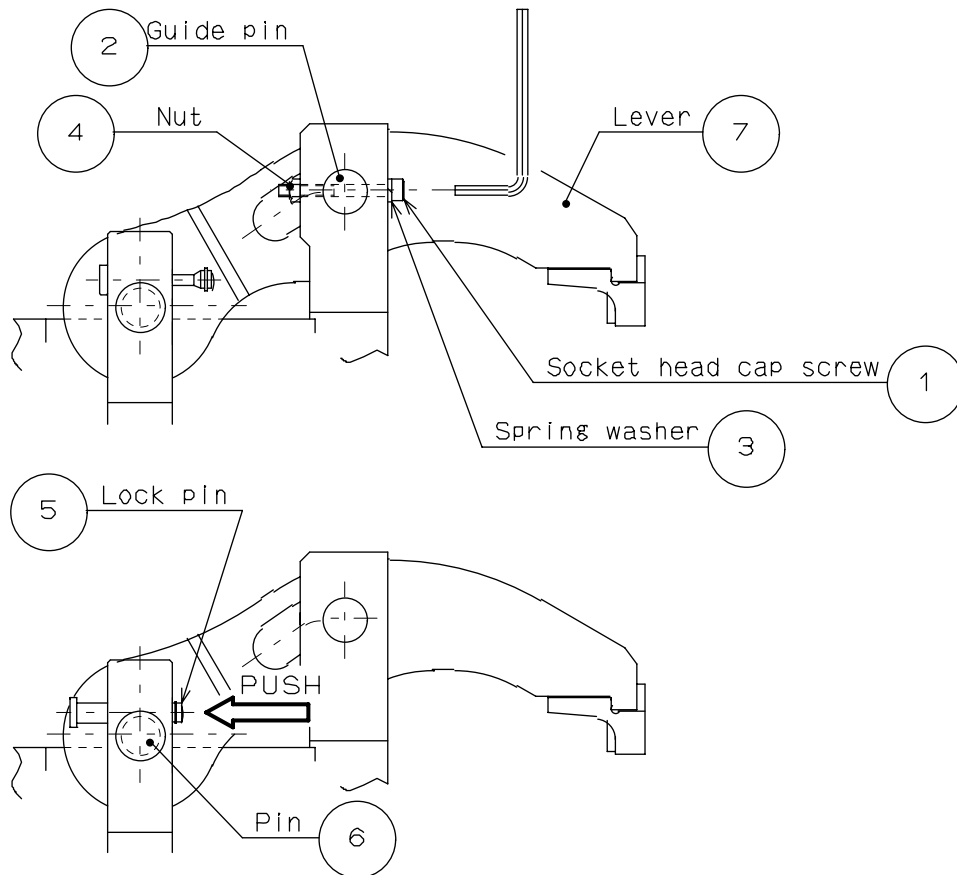 2 Guide pin
4 Nut
Lever 7
Socket head cap screw 1
Spring washer 3
5 Lock pin
PUSH
Pin 6